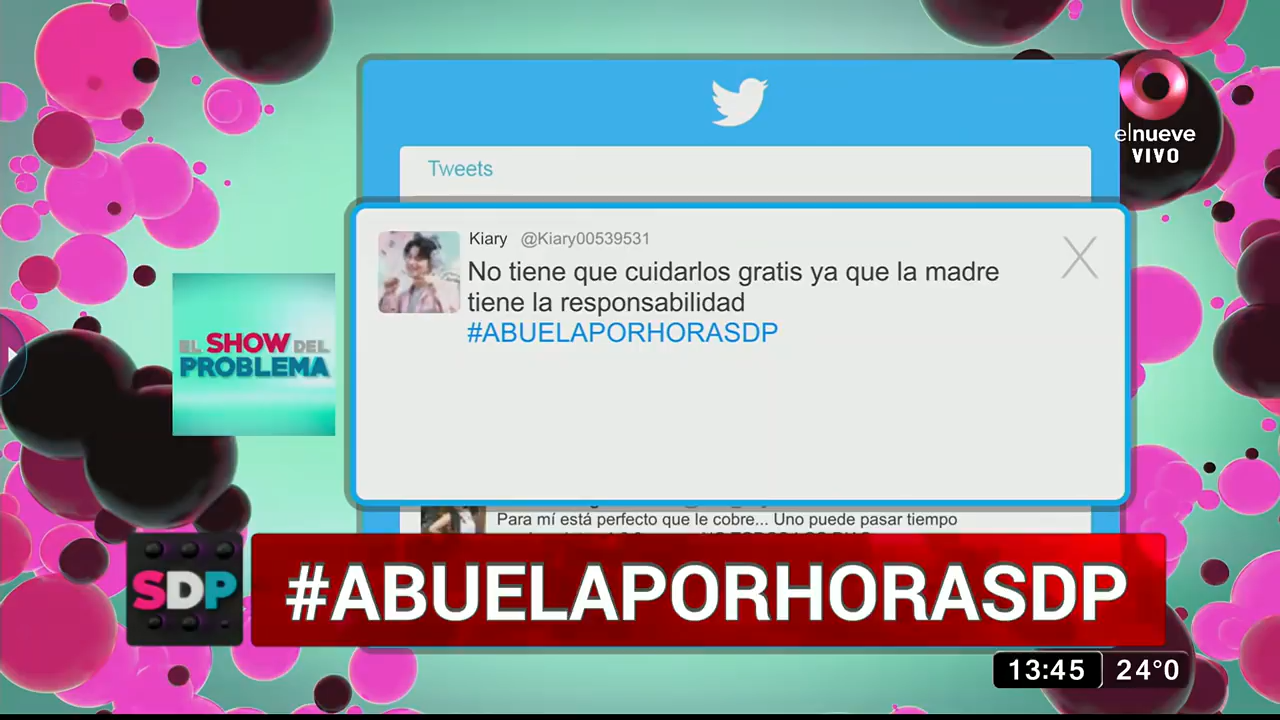 elnueve
VIVO
Tweets
Kiary @Kiary00539531
No tiene que cuidarlos gratis ya que la madre
tiene la responsabilidad
#ABUELAPORHORASDP
EL SHOW DEL
PROBLEMA
Para mí está perfecto que le cobre... Uno puede pasar tiempo
SDP
#ABUELAPORHORASDP
13:45 24°0